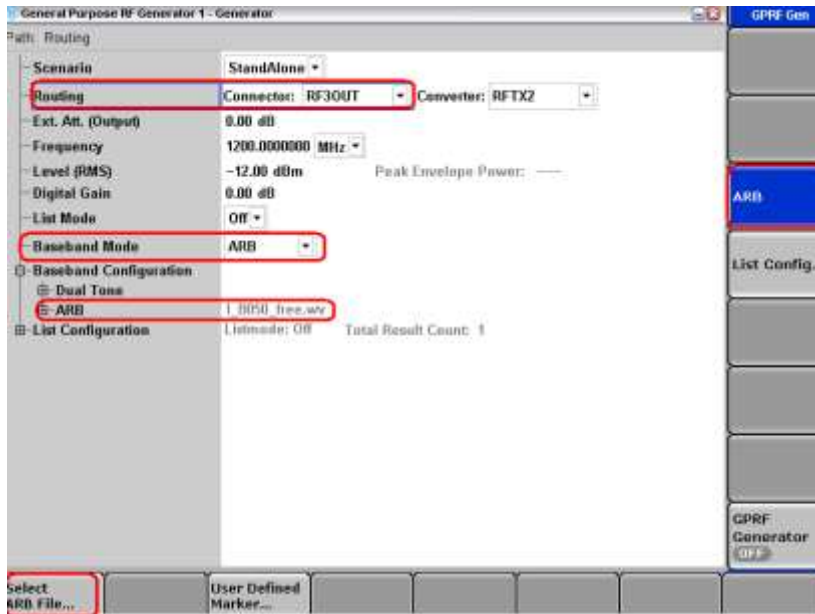 General Purpose RF Generator 1 - Generator
GPRF Gen
Path: Routing
Scenario StandAlone
Routing Connector: RF3OUT Converter: RFTX2
Ext. Att. (Output) 0.00 dB
Frequency 1200.0000000 MHz
Level (RMS) -12.00 dBm Peak Envelope Power: ----
Digital Gain 0.00 dB
List Mode Off
Baseband Mode ARB
Baseband Configuration
Dual Tone
ARB
List Configuration Listmode: Off Total Result Count: 1
ARB
List Config.
GPRF
Generator
OFF
Select
ARB File...
User Defined
Marker...